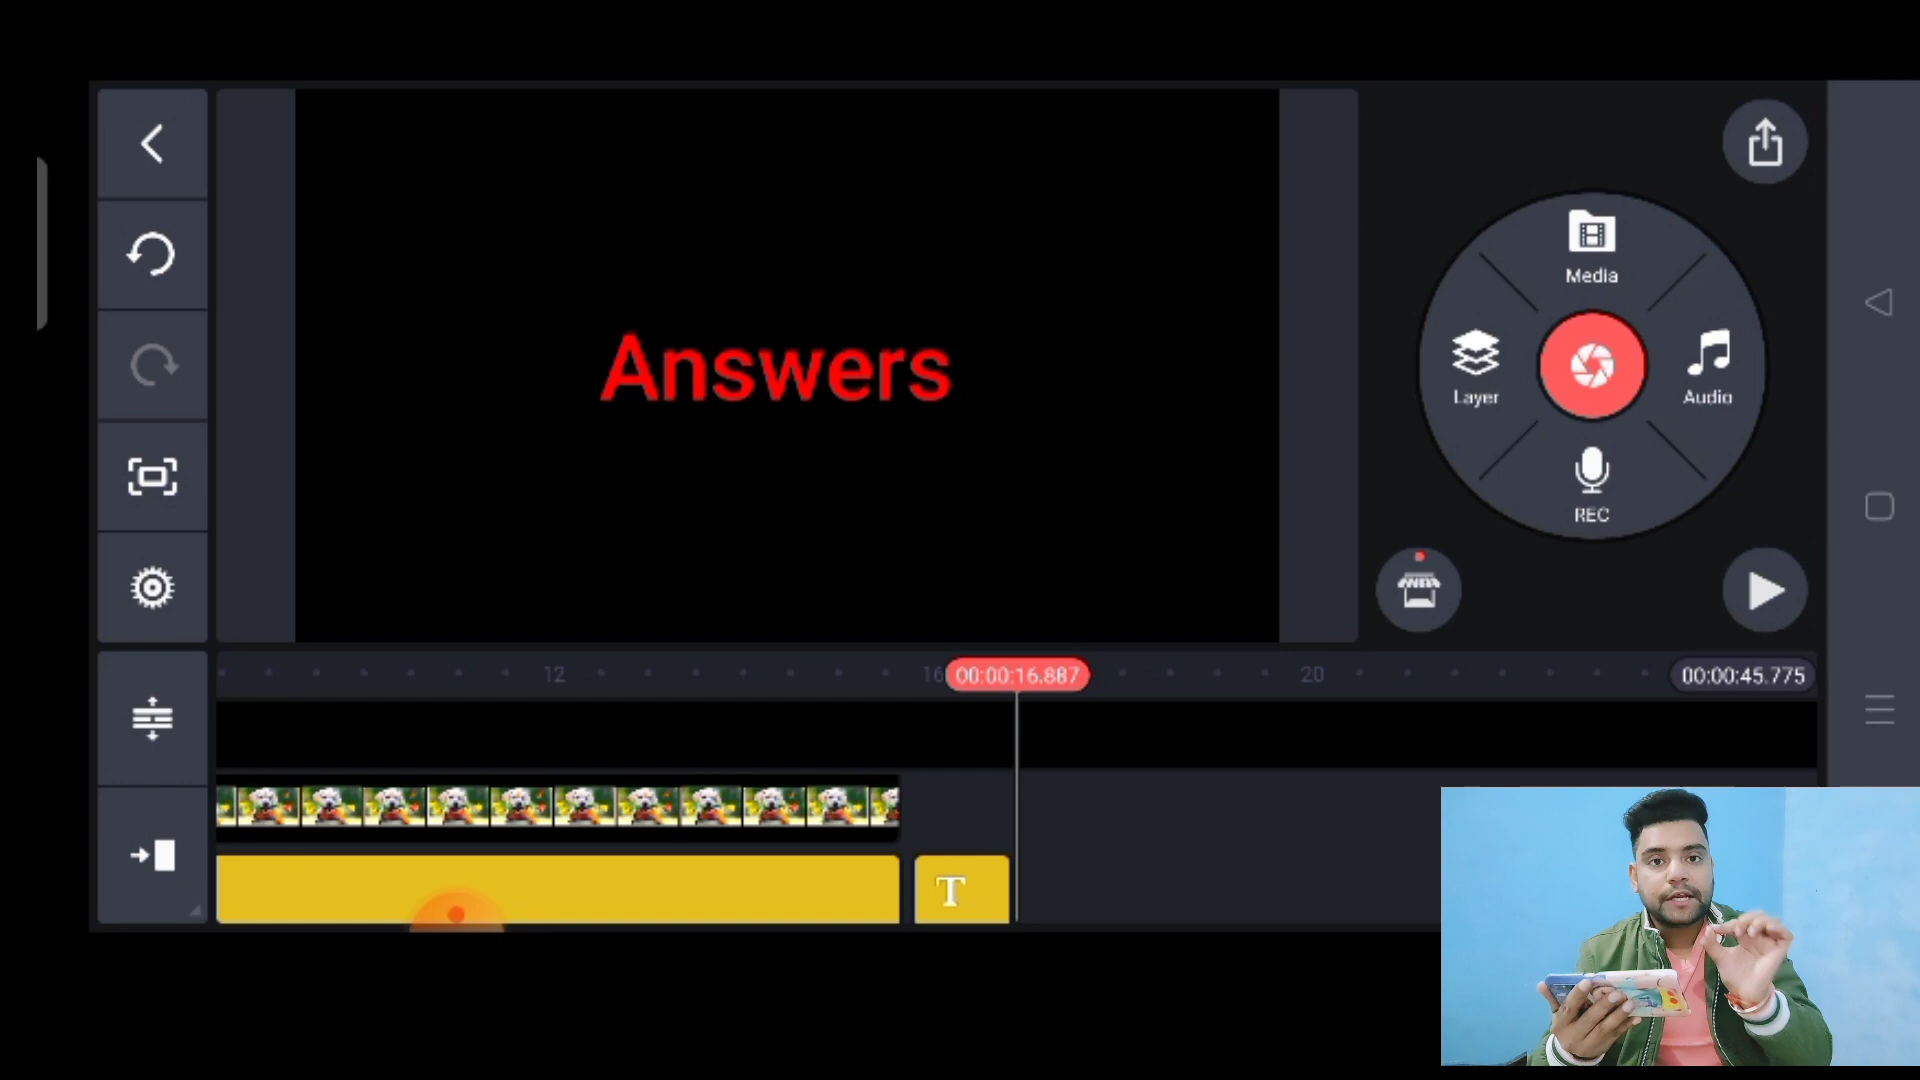 Media
Answers
Layer
Audio
REC
12
16
00:00:16.887
20
00:00:45.775
T